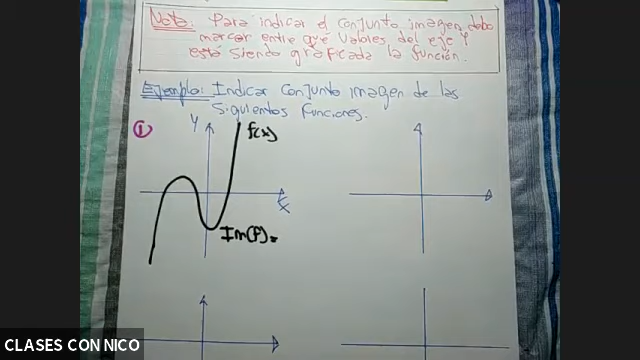 Nota: Para indicar el conjunto imagen, debo
marcar entre qué valores del eje Y
está siendo graficada la función.
Ejemplo: Indicar conjunto imagen de las
siguientes funciones.
①
Y
f(x)
X
Im(f)=
CLASES CON NICO